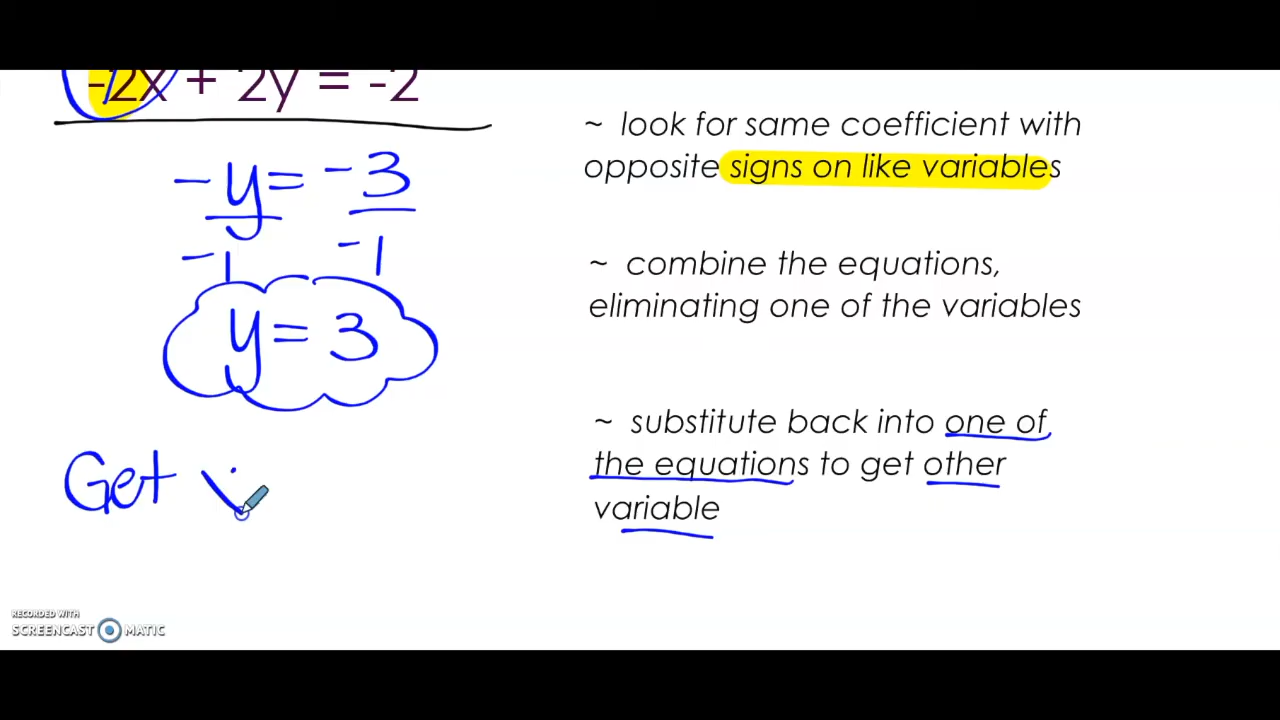 -2x + 2y = -2
-y = -3
-1 -1
y = 3
Get
~ look for same coefficient with
opposite signs on like variables
~ combine the equations,
eliminating one of the variables
~ substitute back into one of
the equations to get other
variable
RECORDED WITH
SCREENCAST MATIC